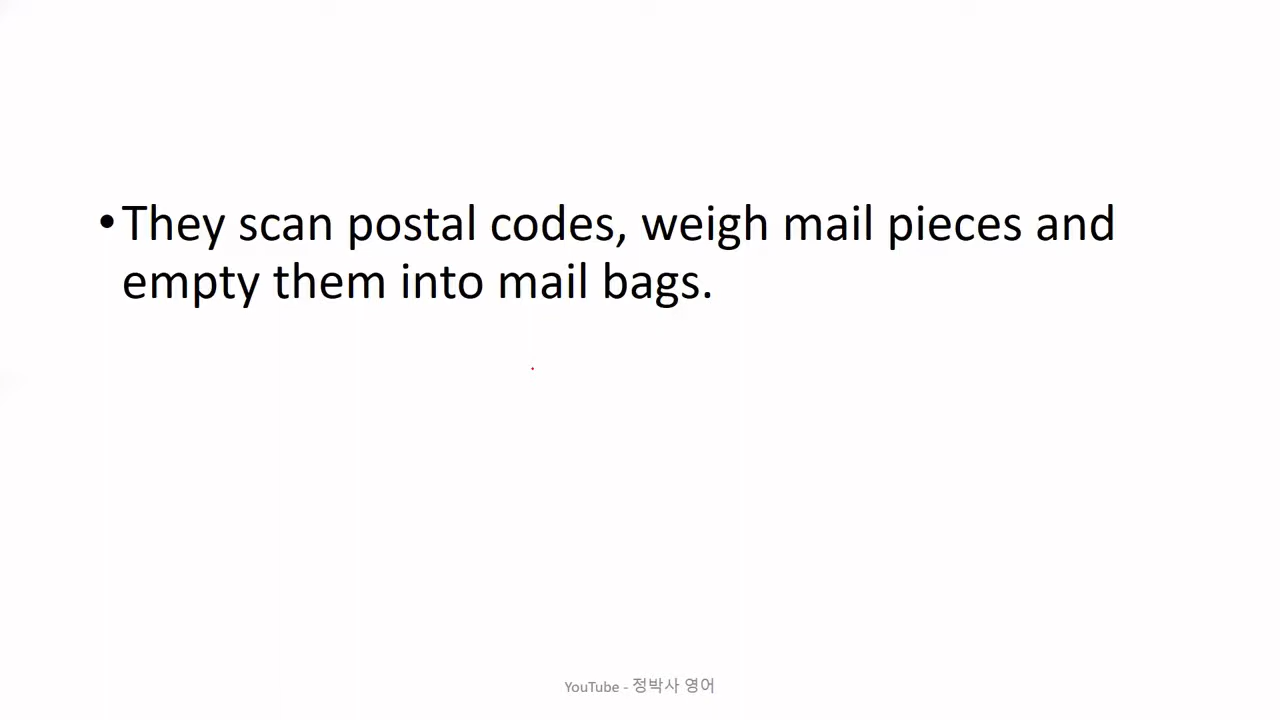 •They scan postal codes, weigh mail pieces and
empty them into mail bags.
YouTube - 정박사 영어